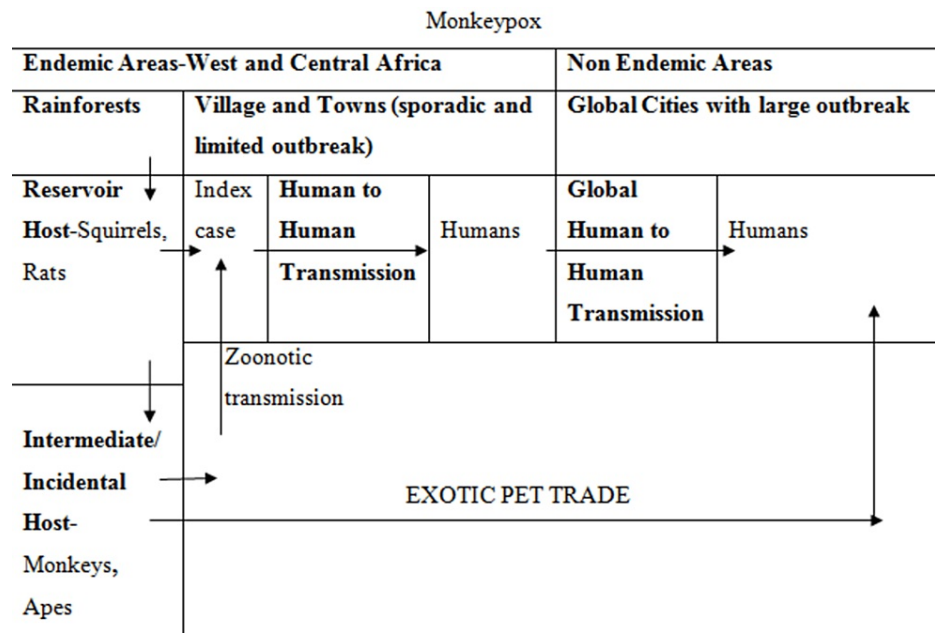 Monkeypox
Endemic Areas-West and Central Africa
Non Endemic Areas
Rainforests
Village and Towns (sporadic and
limited outbreak)
Global Cities with large outbreak
Reservoir
Host-Squirrels,
Rats
Index
case
Human to
Human
Transmission
Humans
Global
Human to
Human
Transmission
Humans
Zoonotic
transmission
Intermediate/
Incidental
Host-
Monkeys,
Apes
EXOTIC PET TRADE